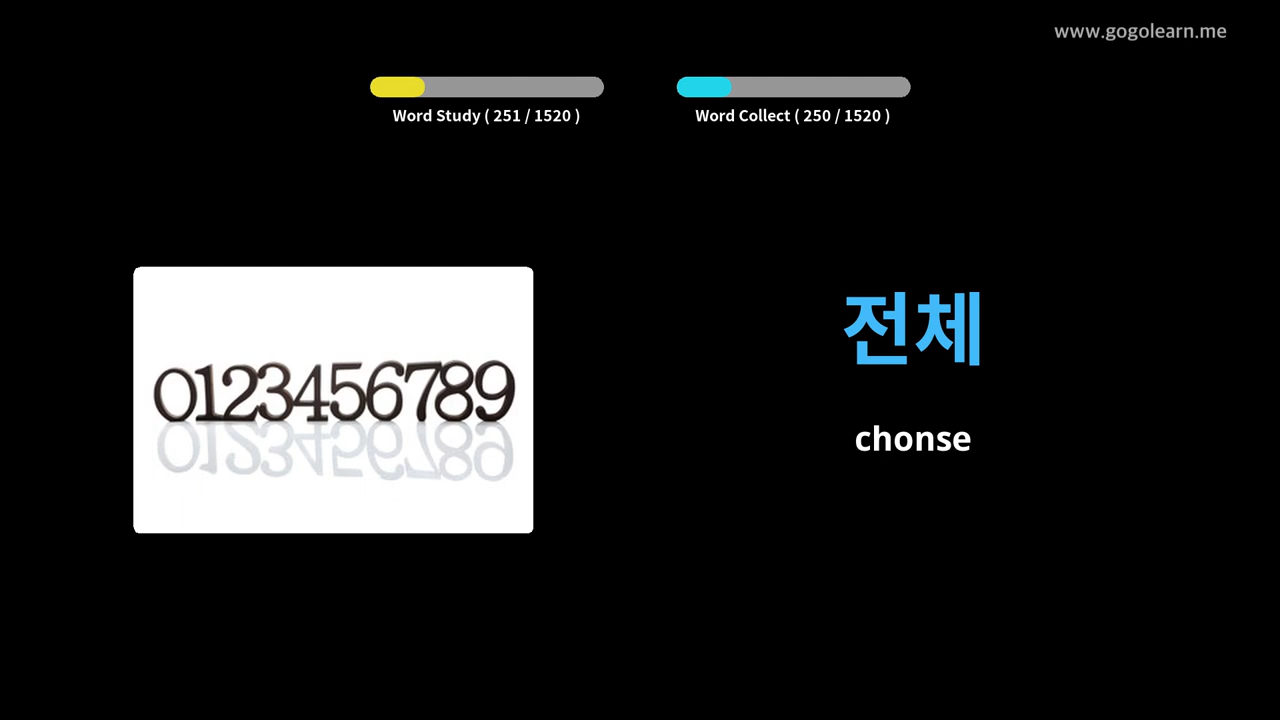 www.gogolearn.me
Word Study ( 251 / 1520 )
Word Collect ( 250 / 1520 )
0123456789
전체
chonse